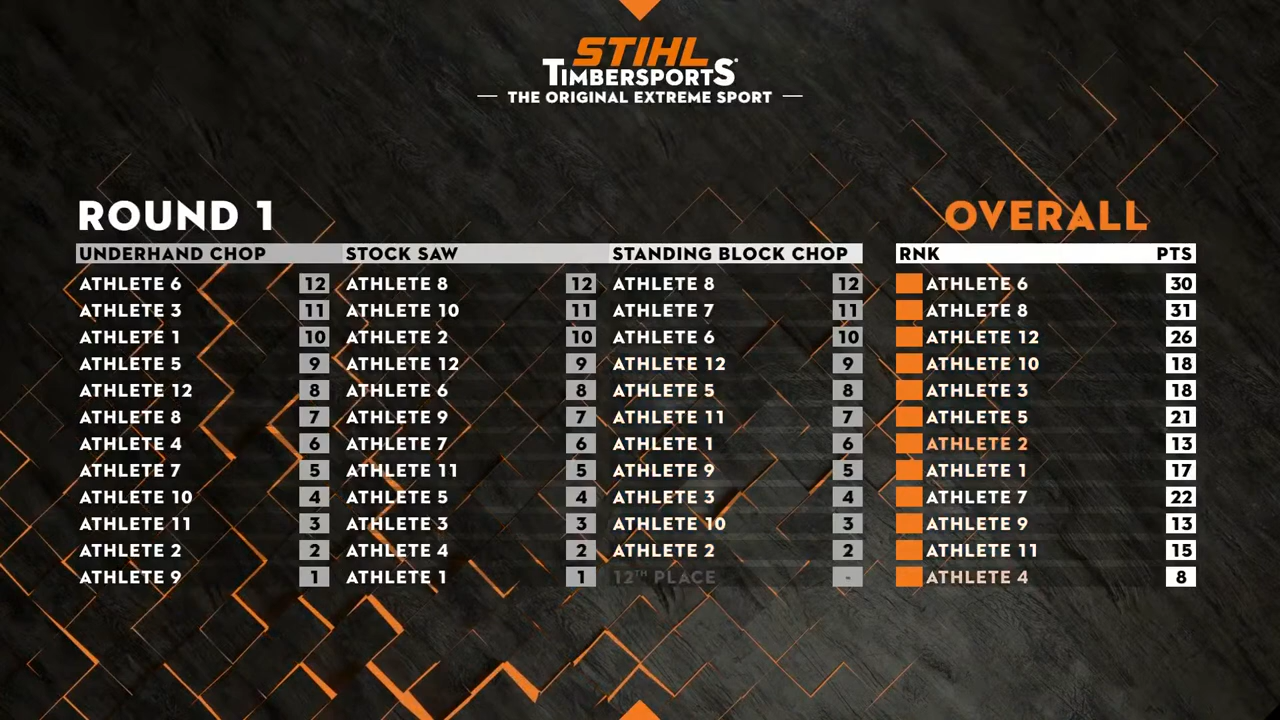 STIHL
TIMBERSPORTS®
THE ORIGINAL EXTREME SPORT
ROUND 1
OVERALL
UNDERHAND CHOP STOCK SAW STANDING BLOCK CHOP RNK PTS
ATHLETE 6 12 ATHLETE 8 12 ATHLETE 8 12 ATHLETE 6 30
ATHLETE 3 11 ATHLETE 10 11 ATHLETE 7 11 ATHLETE 8 31
ATHLETE 1 10 ATHLETE 2 10 ATHLETE 6 10 ATHLETE 12 26
ATHLETE 5 9 ATHLETE 12 9 ATHLETE 12 9 ATHLETE 10 18
ATHLETE 12 8 ATHLETE 6 8 ATHLETE 5 8 ATHLETE 3 18
ATHLETE 8 7 ATHLETE 9 7 ATHLETE 11 7 ATHLETE 5 21
ATHLETE 4 6 ATHLETE 7 6 ATHLETE 1 6 ATHLETE 2 13
ATHLETE 7 5 ATHLETE 11 5 ATHLETE 9 5 ATHLETE 1 17
ATHLETE 10 4 ATHLETE 5 4 ATHLETE 3 4 ATHLETE 7 22
ATHLETE 11 3 ATHLETE 3 3 ATHLETE 10 3 ATHLETE 9 13
ATHLETE 2 2 ATHLETE 4 2 ATHLETE 2 2 ATHLETE 11 15
ATHLETE 9 1 ATHLETE 1 1 12TH PLACE - ATHLETE 4 8